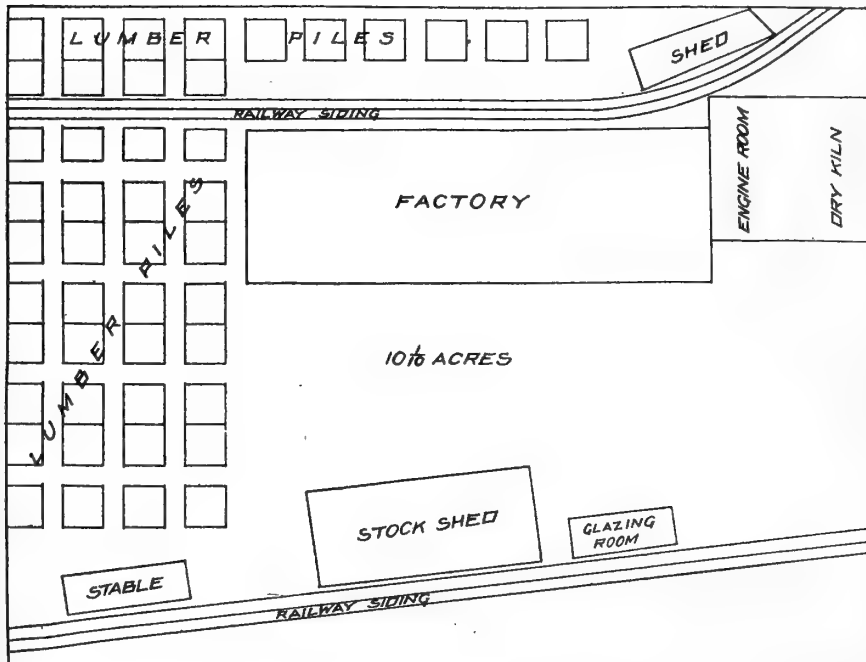 LUMBER PILES
SHED
RAILWAY SIDING
ENGINE ROOM
DRY KILN
FACTORY
LUMBER PILES
10 1/10 ACRES
STOCK SHED
GLAZING
ROOM
STABLE
RAILWAY SIDING